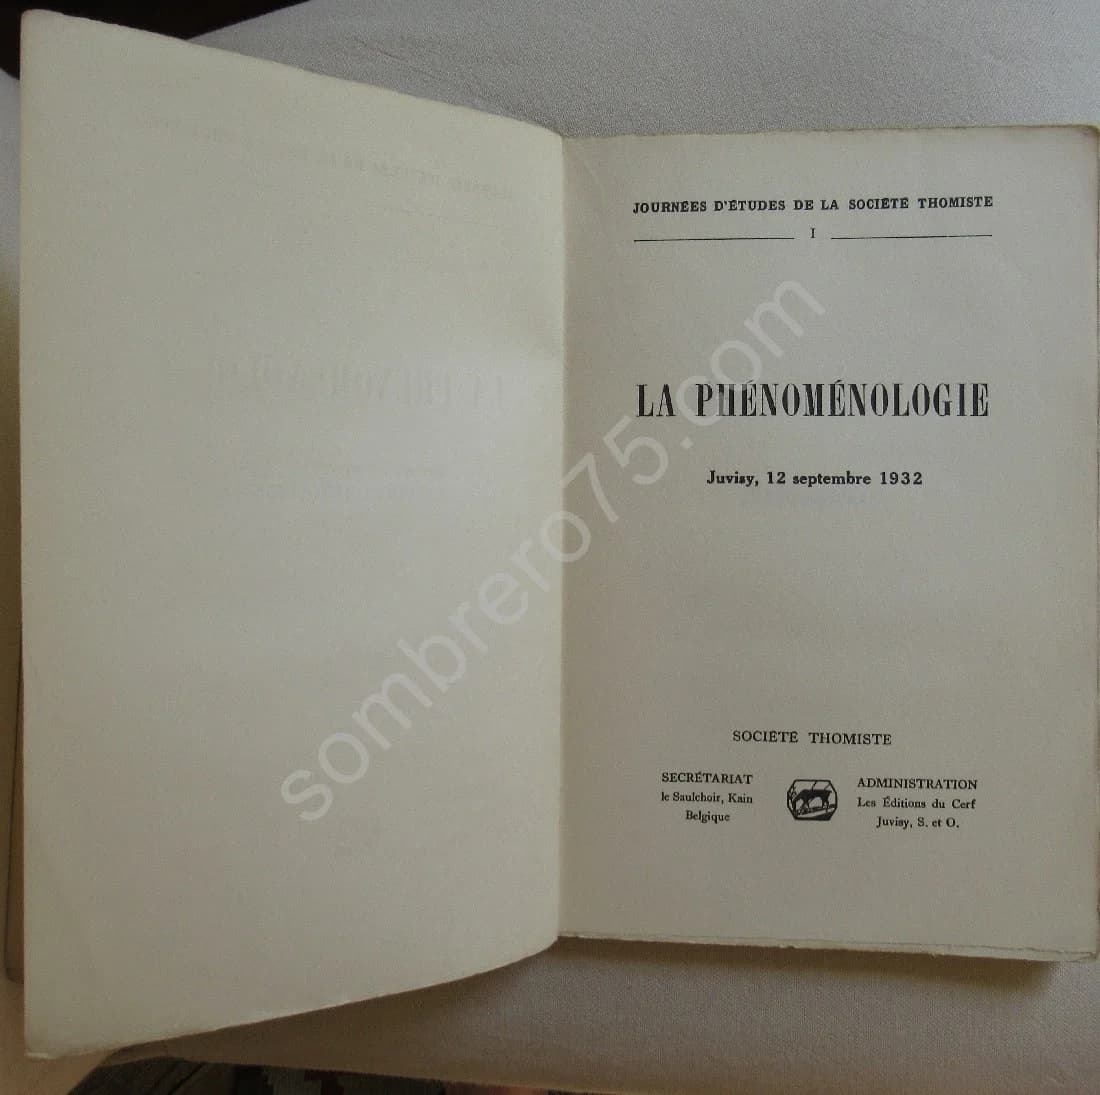 JOURNÉES D'ÉTUDES DE LA SOCIÉTÉ THOMISTE
I
LA PHÉNOMÉNOLOGIE
Juvisy, 12 septembre 1932
SOCIÉTÉ THOMISTE
SECRÉTARIAT
le Saulchoir, Kain
Belgique
ADMINISTRATION
Les Éditions du Cerf
Juvisy, S. et O.
sombrero75.com